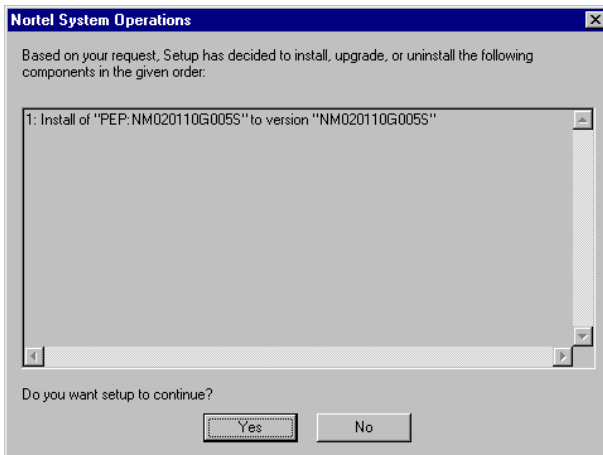 Nortel System Operations
Based on your request, Setup has decided to install, upgrade, or uninstall the following
components in the given order:
1: Install of "PEP:NM020110G005S" to version "NM020110G005S"
Do you want setup to continue?
Yes
No